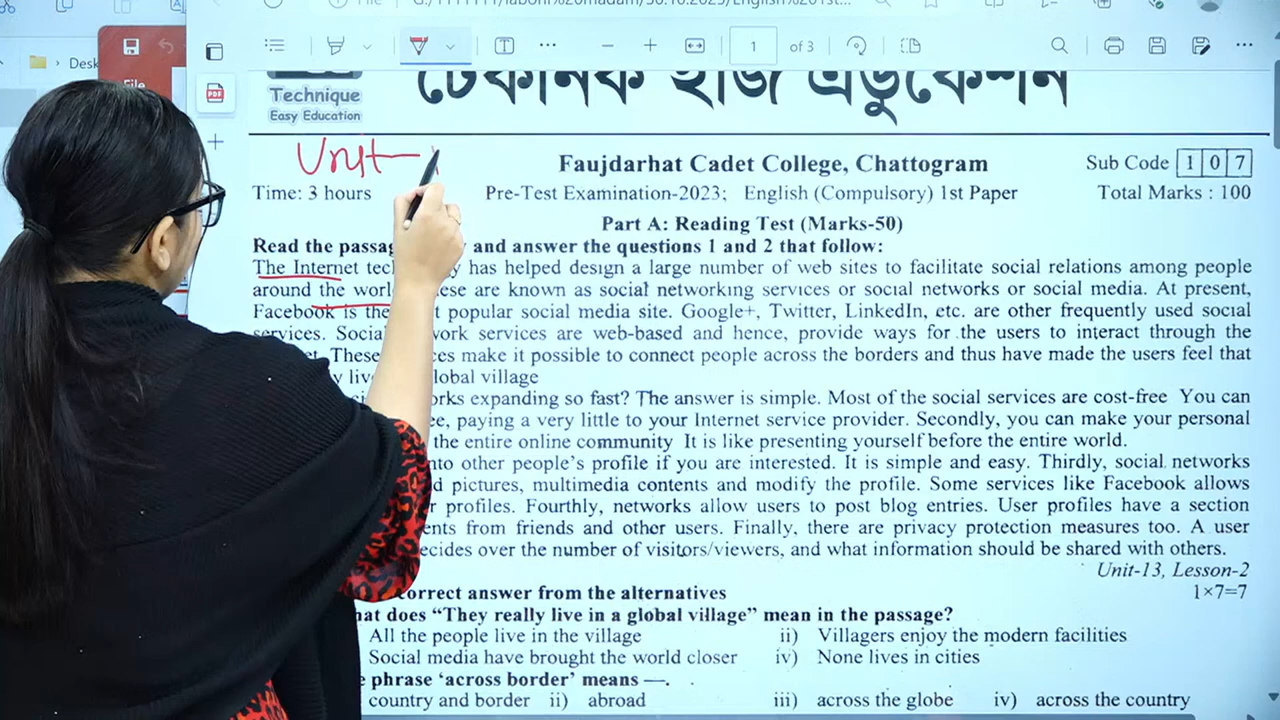 File
Desk
File
1 of 3
Technique
Easy Education
টেকনিক ইজি এডুকেশন
Unit
Faujdarhat Cadet College, Chattogram
Sub Code 1 0 7
Time: 3 hours
Pre-Test Examination-2023; English (Compulsory) 1st Paper
Total Marks : 100
Part A: Reading Test (Marks-50)
Read the and answer the questions 1 and 2 that follow:
The Internet has helped design a large number of web sites to facilitate social relations among people
around the are known as social networking services or social networks or social media. At present,
Facebook is the popular social media site. Google+, Twitter, LinkedIn, etc. are other frequently used social
services. services are web-based and hence, provide ways for the users to interact through the
These make it possible to connect people across the borders and thus have made the users feel that
global village
expanding so fast? The answer is simple. Most of the social services are cost-free You can
paying a very little to your Internet service provider. Secondly, you can make your personal
the entire online community It is like presenting yourself before the entire world.
other people's profile if you are interested. It is simple and easy. Thirdly, social networks
pictures, multimedia contents and modify the profile. Some services like Facebook allows
profiles. Fourthly, networks allow users to post blog entries. User profiles have a section
from friends and other users. Finally, there are privacy protection measures too. A user
decides over the number of visitors/viewers, and what information should be shared with others.
Unit-13, Lesson-2
correct answer from the alternatives
1×7=7
does “They really live in a global village” mean in the passage?
All the people live in the village
ii) Villagers enjoy the modern facilities
Social media have brought the world closer
iv) None lives in cities
phrase ‘across border’ means —.
country and border ii) abroad iii) across the globe iv) across the country